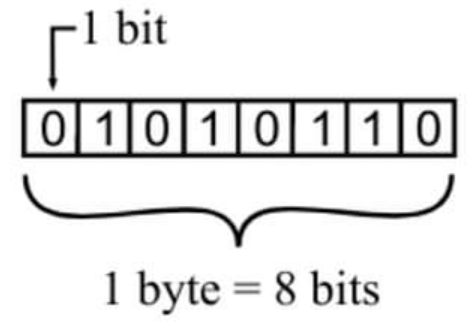 1 bit
0 1 0 1 0 1 1 0
1 byte = 8 bits